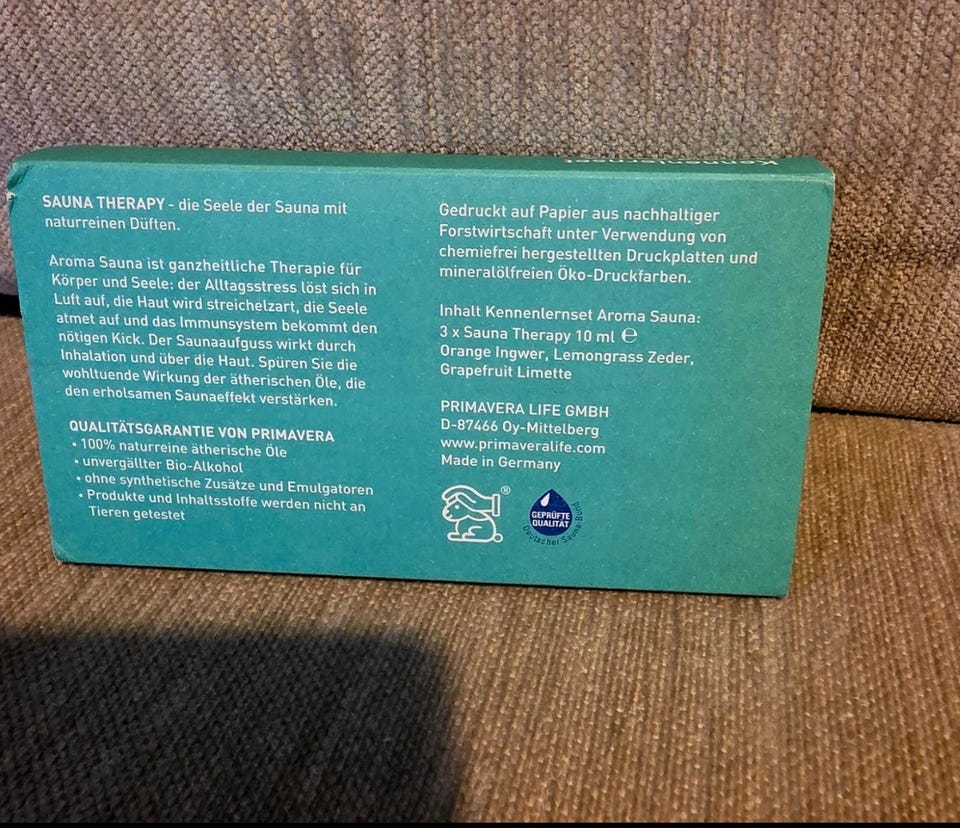 Kennenlernset
SAUNA THERAPY - die Seele der Sauna mit
naturreinen Düften.
Aroma Sauna ist ganzheitliche Therapie für
Körper und Seele: der Alltagsstress löst sich in
Luft auf, die Haut wird streichelzart, die Seele
atmet auf und das Immunsystem bekommt den
nötigen Kick. Der Saunaaufguss wirkt durch
Inhalation und über die Haut. Spüren Sie die
wohltuende Wirkung der ätherischen Öle, die
den erholsamen Saunaeffekt verstärken.
QUALITÄTSGARANTIE VON PRIMAVERA
• 100% naturreine ätherische Öle
• unvergällter Bio-Alkohol
• ohne synthetische Zusätze und Emulgatoren
• Produkte und Inhaltsstoffe werden nicht an
Tieren getestet
Gedruckt auf Papier aus nachhaltiger
Forstwirtschaft unter Verwendung von
chemiefrei hergestellten Druckplatten und
mineralölfreien Öko-Druckfarben.
Inhalt Kennenlernset Aroma Sauna:
3 x Sauna Therapy 10 ml ℮
Orange Ingwer, Lemongrass Zeder,
Grapefruit Limette
PRIMAVERA LIFE GMBH
D-87466 Oy-Mittelberg
www.primaveralife.com
Made in Germany
®
GEPRÜFTE
QUALITÄT
Deutscher Sauna-Bund